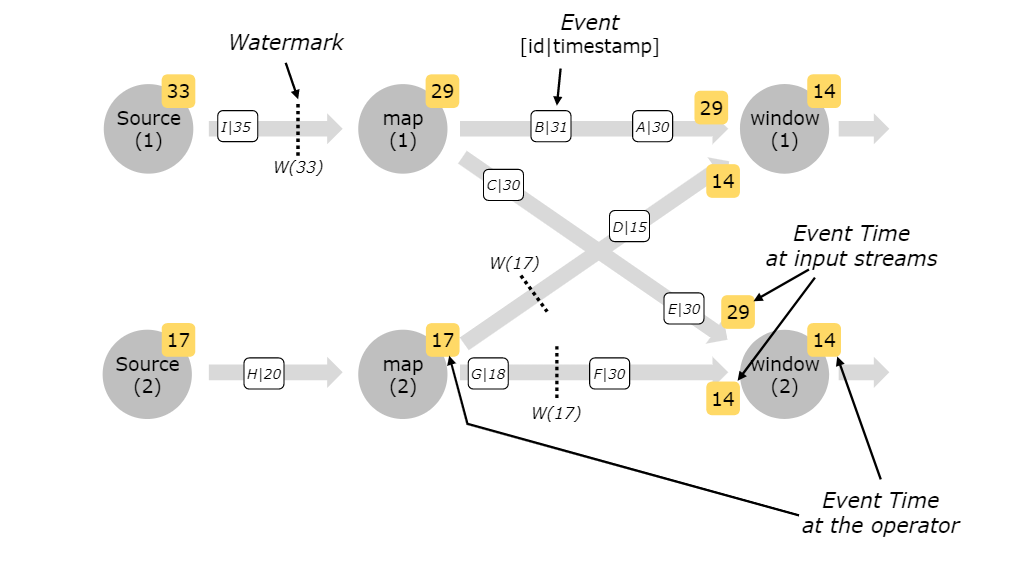 Event
[id|timestamp]
Watermark
33
29
14
Source
(1)
I|35
W(33)
map
(1)
B|31
A|30
29
window
(1)
C|30
14
D|15
Event Time
at input streams
W(17)
E|30
29
17
17
14
Source
(2)
H|20
map
(2)
G|18
F|30
window
(2)
14
W(17)
Event Time
at the operator